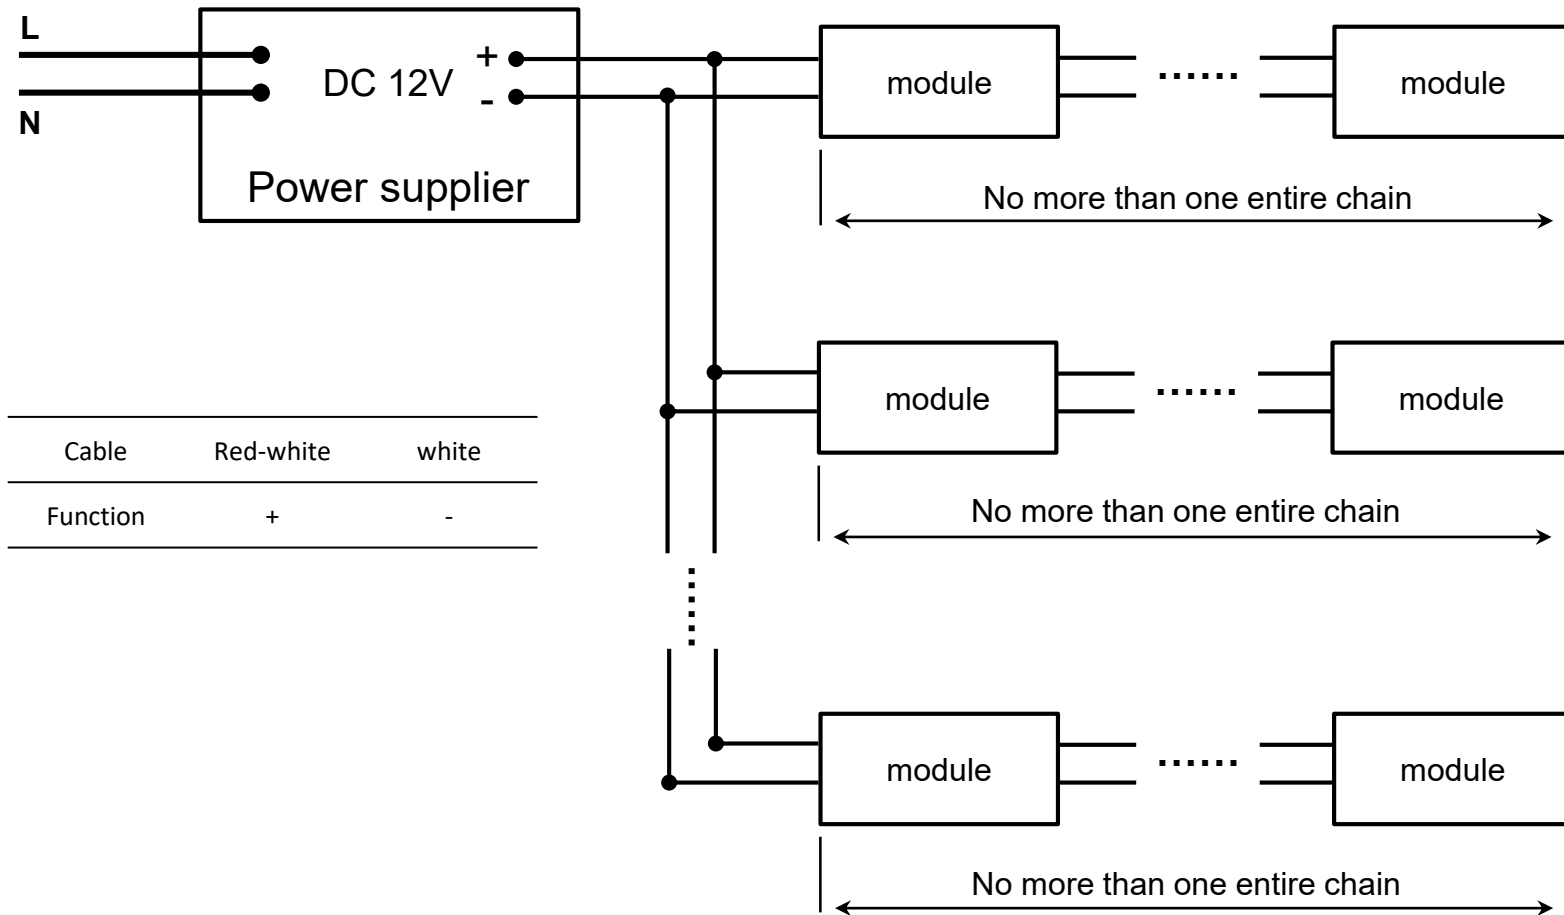 L
N
DC 12V
+
-
Power supplier
module ...... module
No more than one entire chain
module ...... module
No more than one entire chain
Cable Red-white white
Function + -
module ...... module
No more than one entire chain